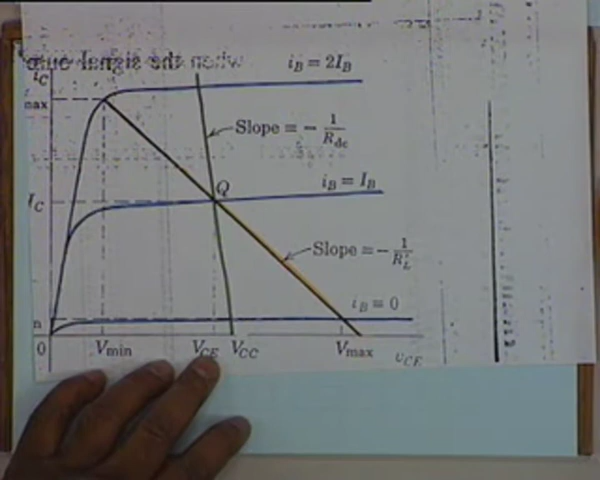 i_C
i_B = 2I_B
max
Slope = - 1/R_dc
I_C
Q
i_B = I_B
Slope = - 1/R'_L
i_B = 0
n
0 V_min V_CE V_CC V_max v_CE